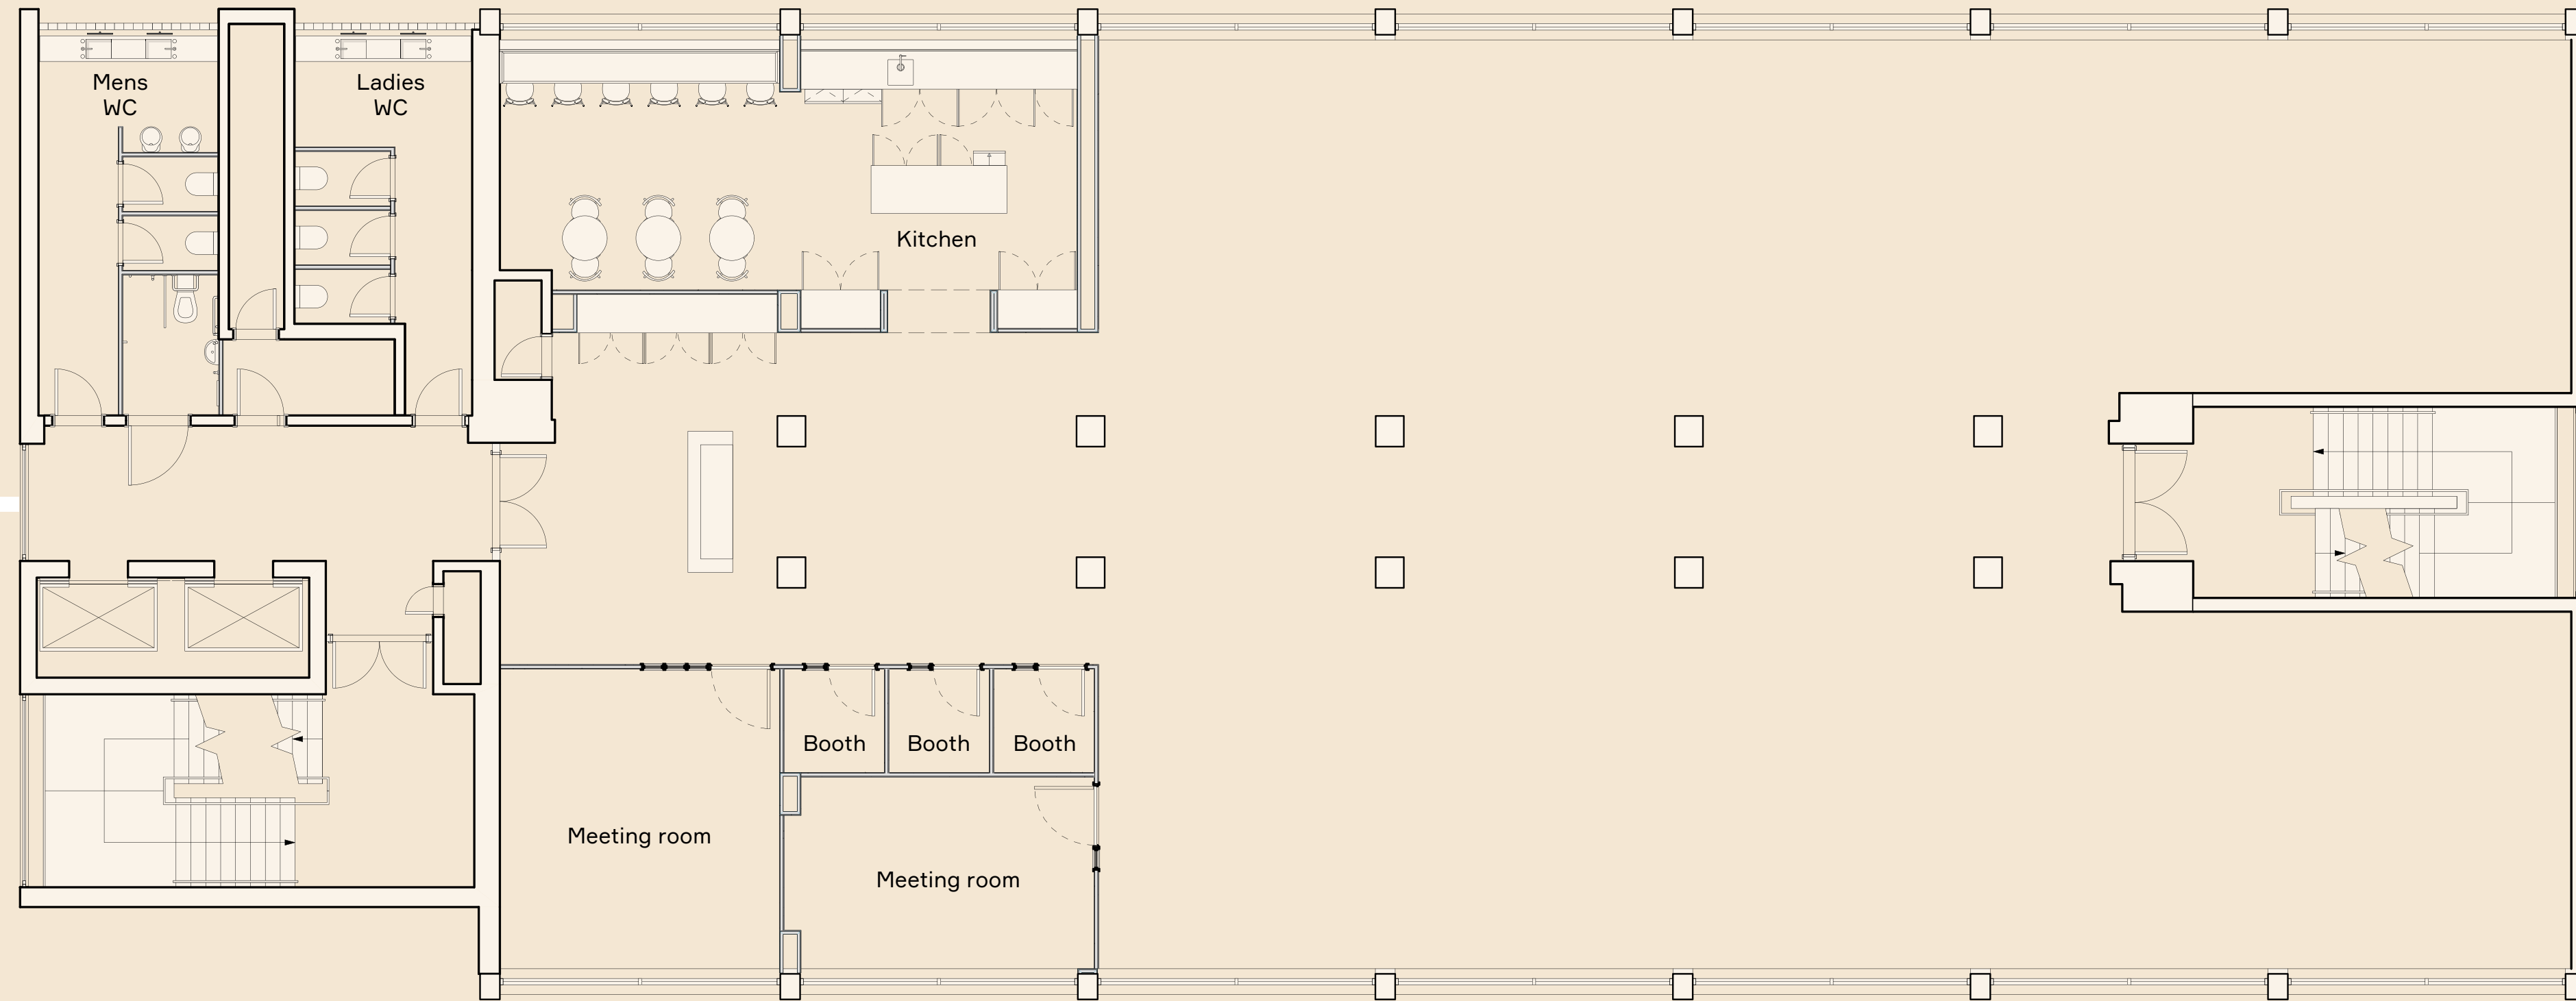 Mens
WC
Ladies
WC
Kitchen
Booth
Booth
Booth
Meeting room
Meeting room